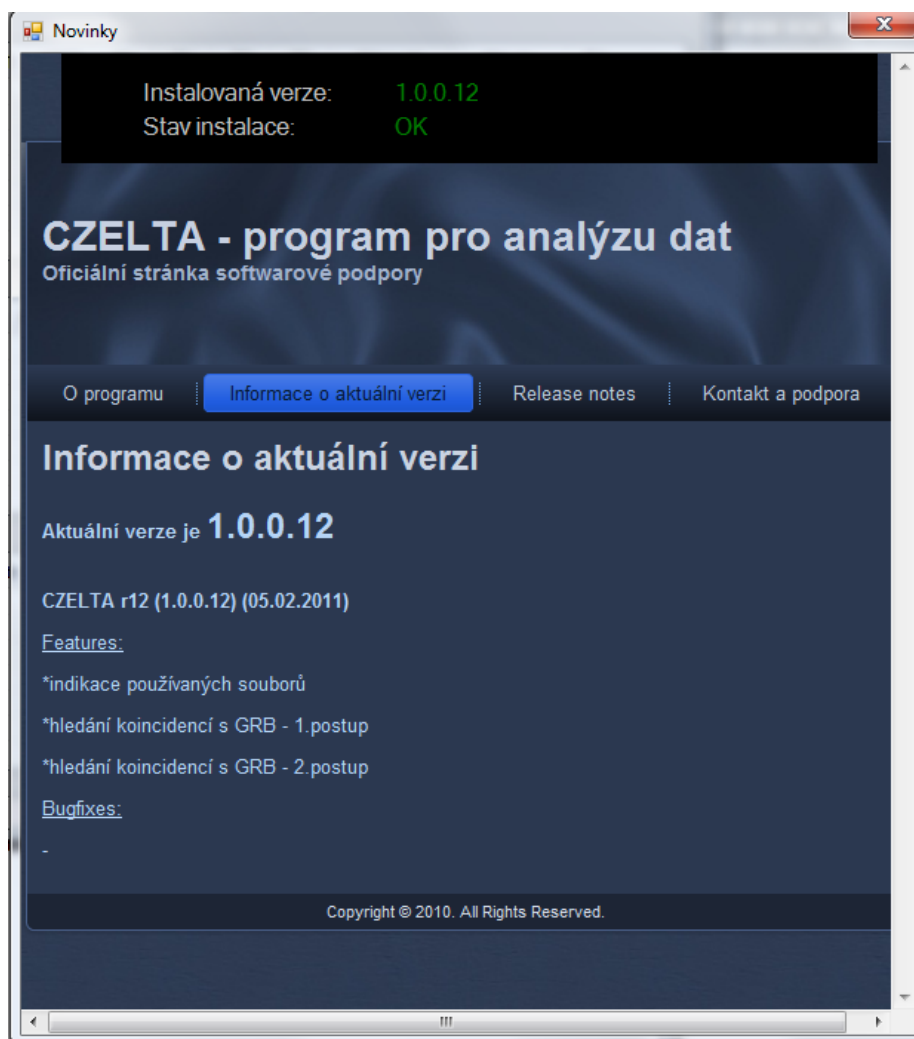 Novinky
Instalovaná verze: 1.0.0.12
Stav instalace: OK
CZELTA - program pro analýzu dat
Oficiální stránka softwarové podpory
O programu Informace o aktuální verzi Release notes Kontakt a podpora
Informace o aktuální verzi
Aktuální verze je 1.0.0.12
CZELTA r12 (1.0.0.12) (05.02.2011)
Features:
*indikace používaných souborů
*hledání koincidencí s GRB - 1.postup
*hledání koincidencí s GRB - 2.postup
Bugfixes:
-
Copyright © 2010. All Rights Reserved.